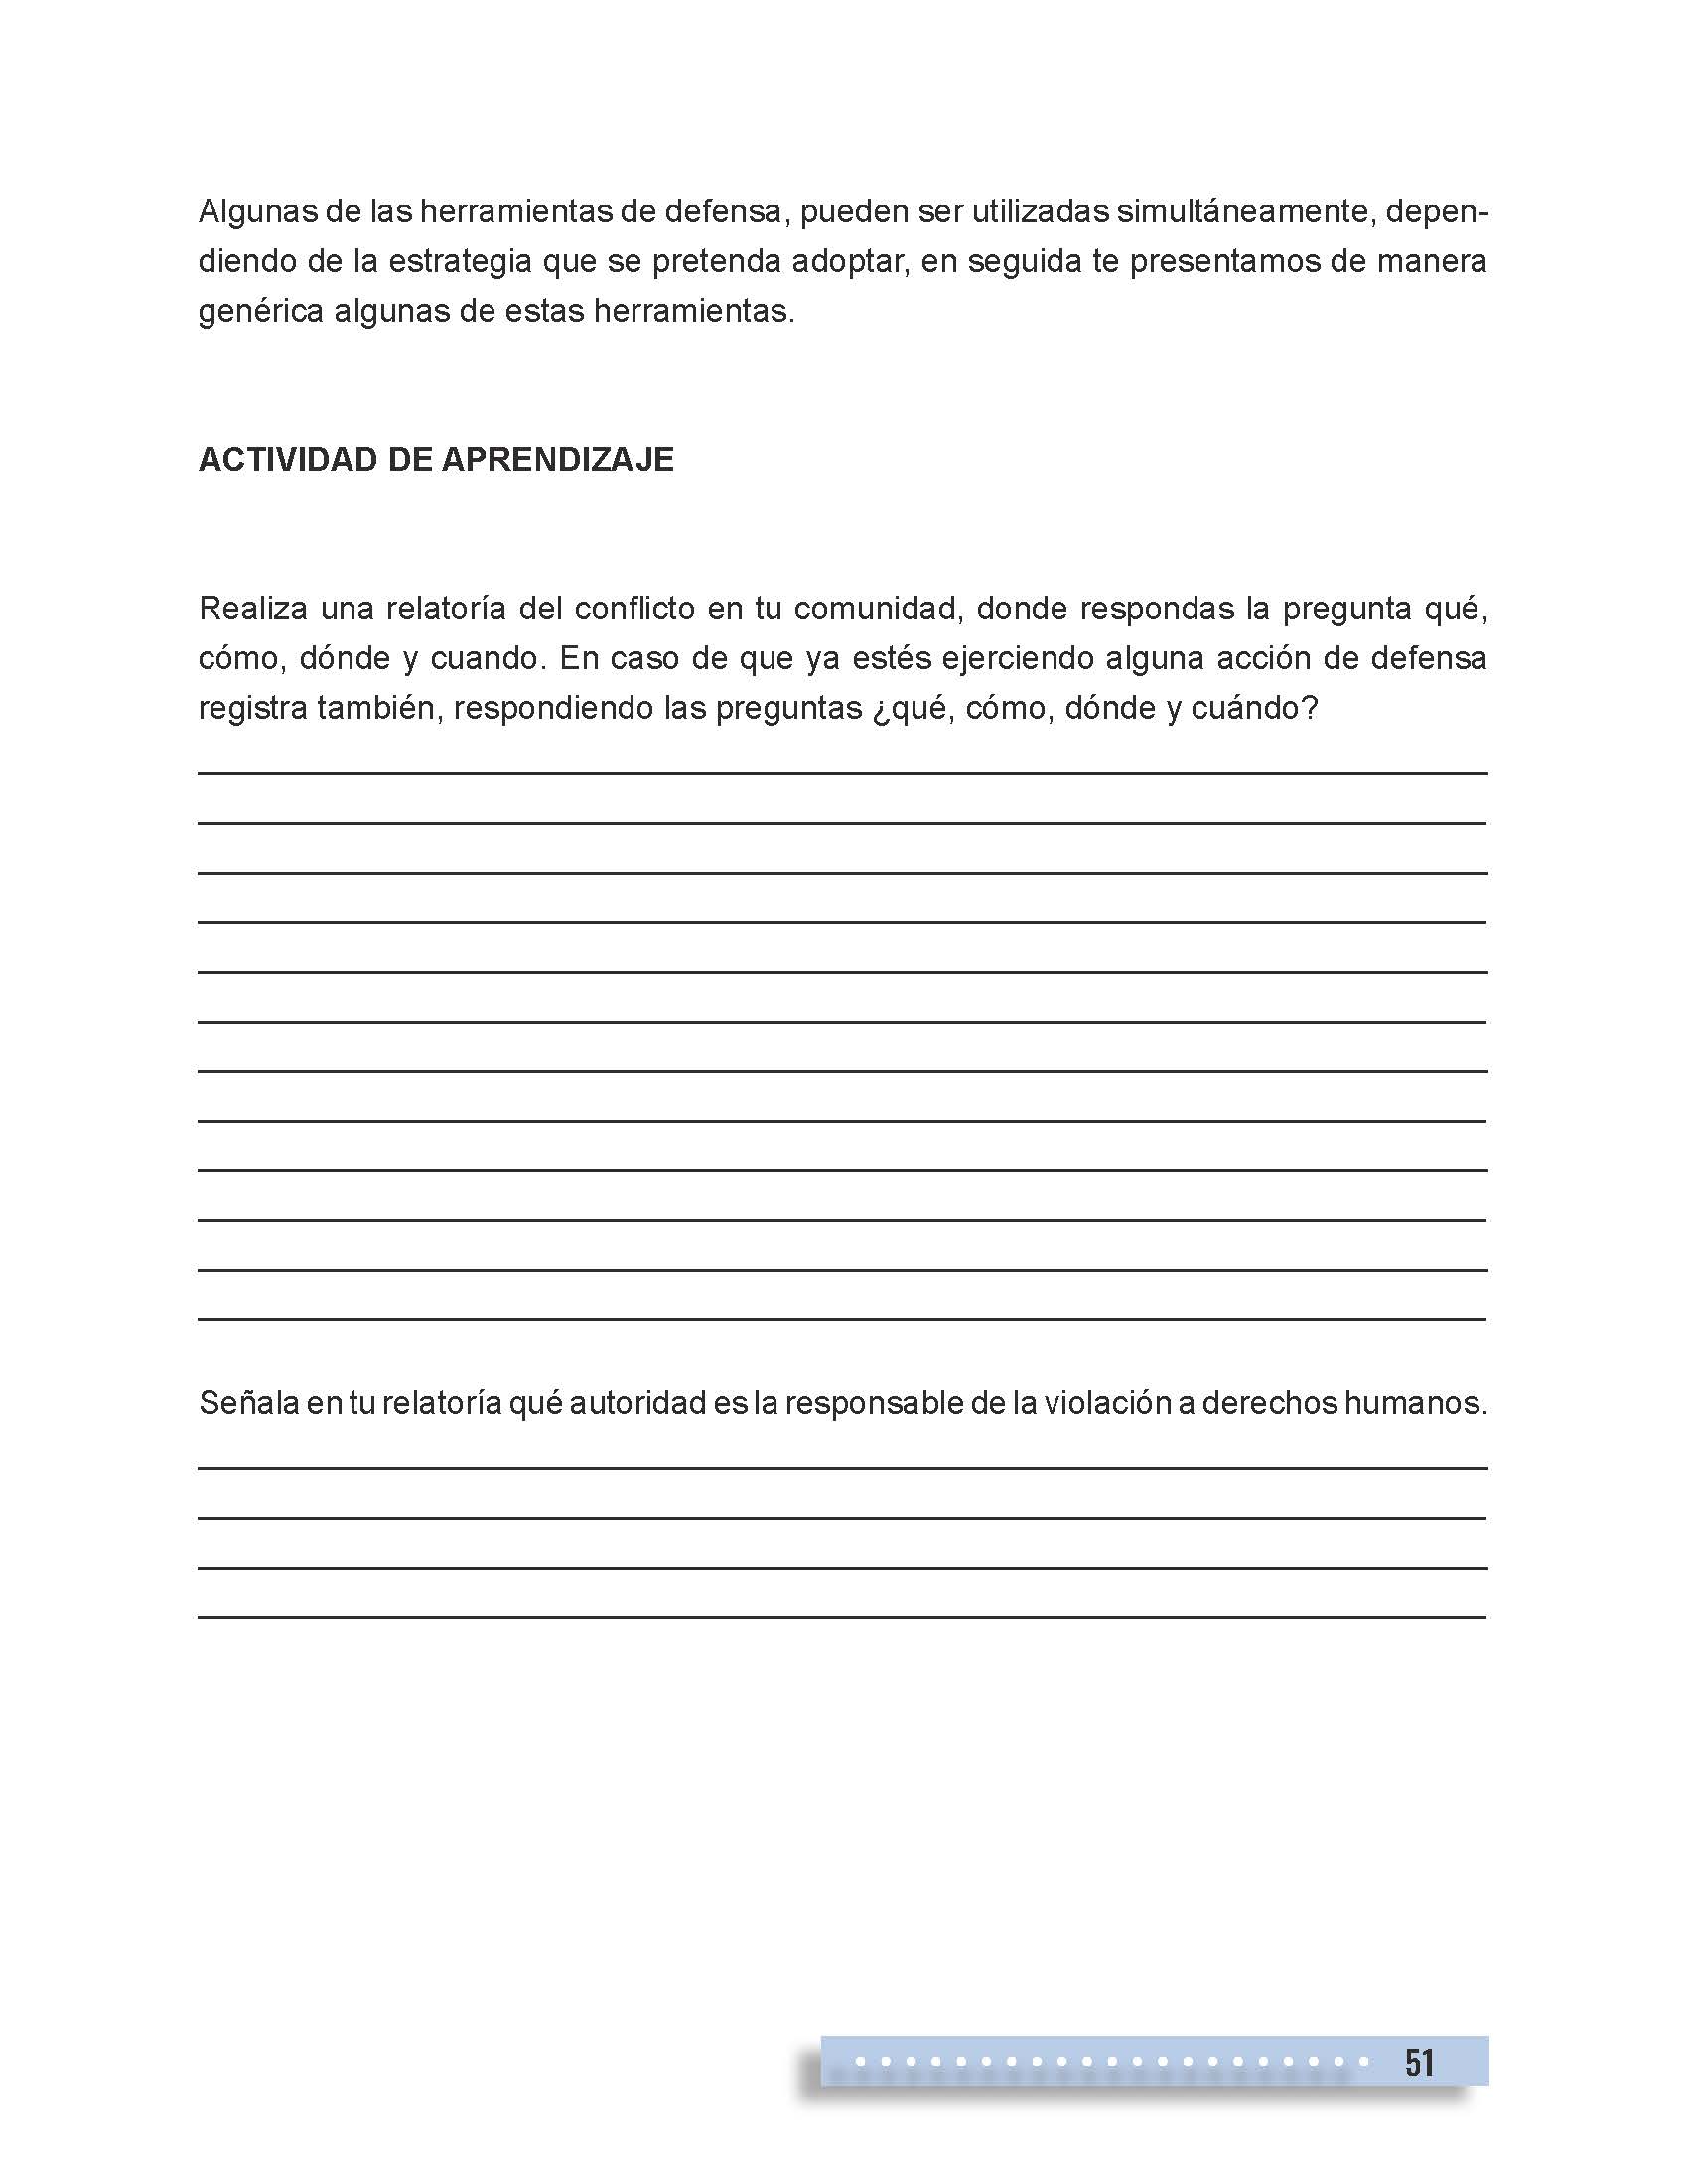 Algunas de las herramientas de defensa, pueden ser utilizadas simultáneamente, depen-
diendo de la estrategia que se pretenda adoptar, en seguida te presentamos de manera
genérica algunas de estas herramientas.
ACTIVIDAD DE APRENDIZAJE
Realiza una relatoría del conflicto en tu comunidad, donde respondas la pregunta qué,
cómo, dónde y cuando. En caso de que ya estés ejerciendo alguna acción de defensa
registra también, respondiendo las preguntas ¿qué, cómo, dónde y cuándo?
Señala en tu relatoría qué autoridad es la responsable de la violación a derechos humanos.
51